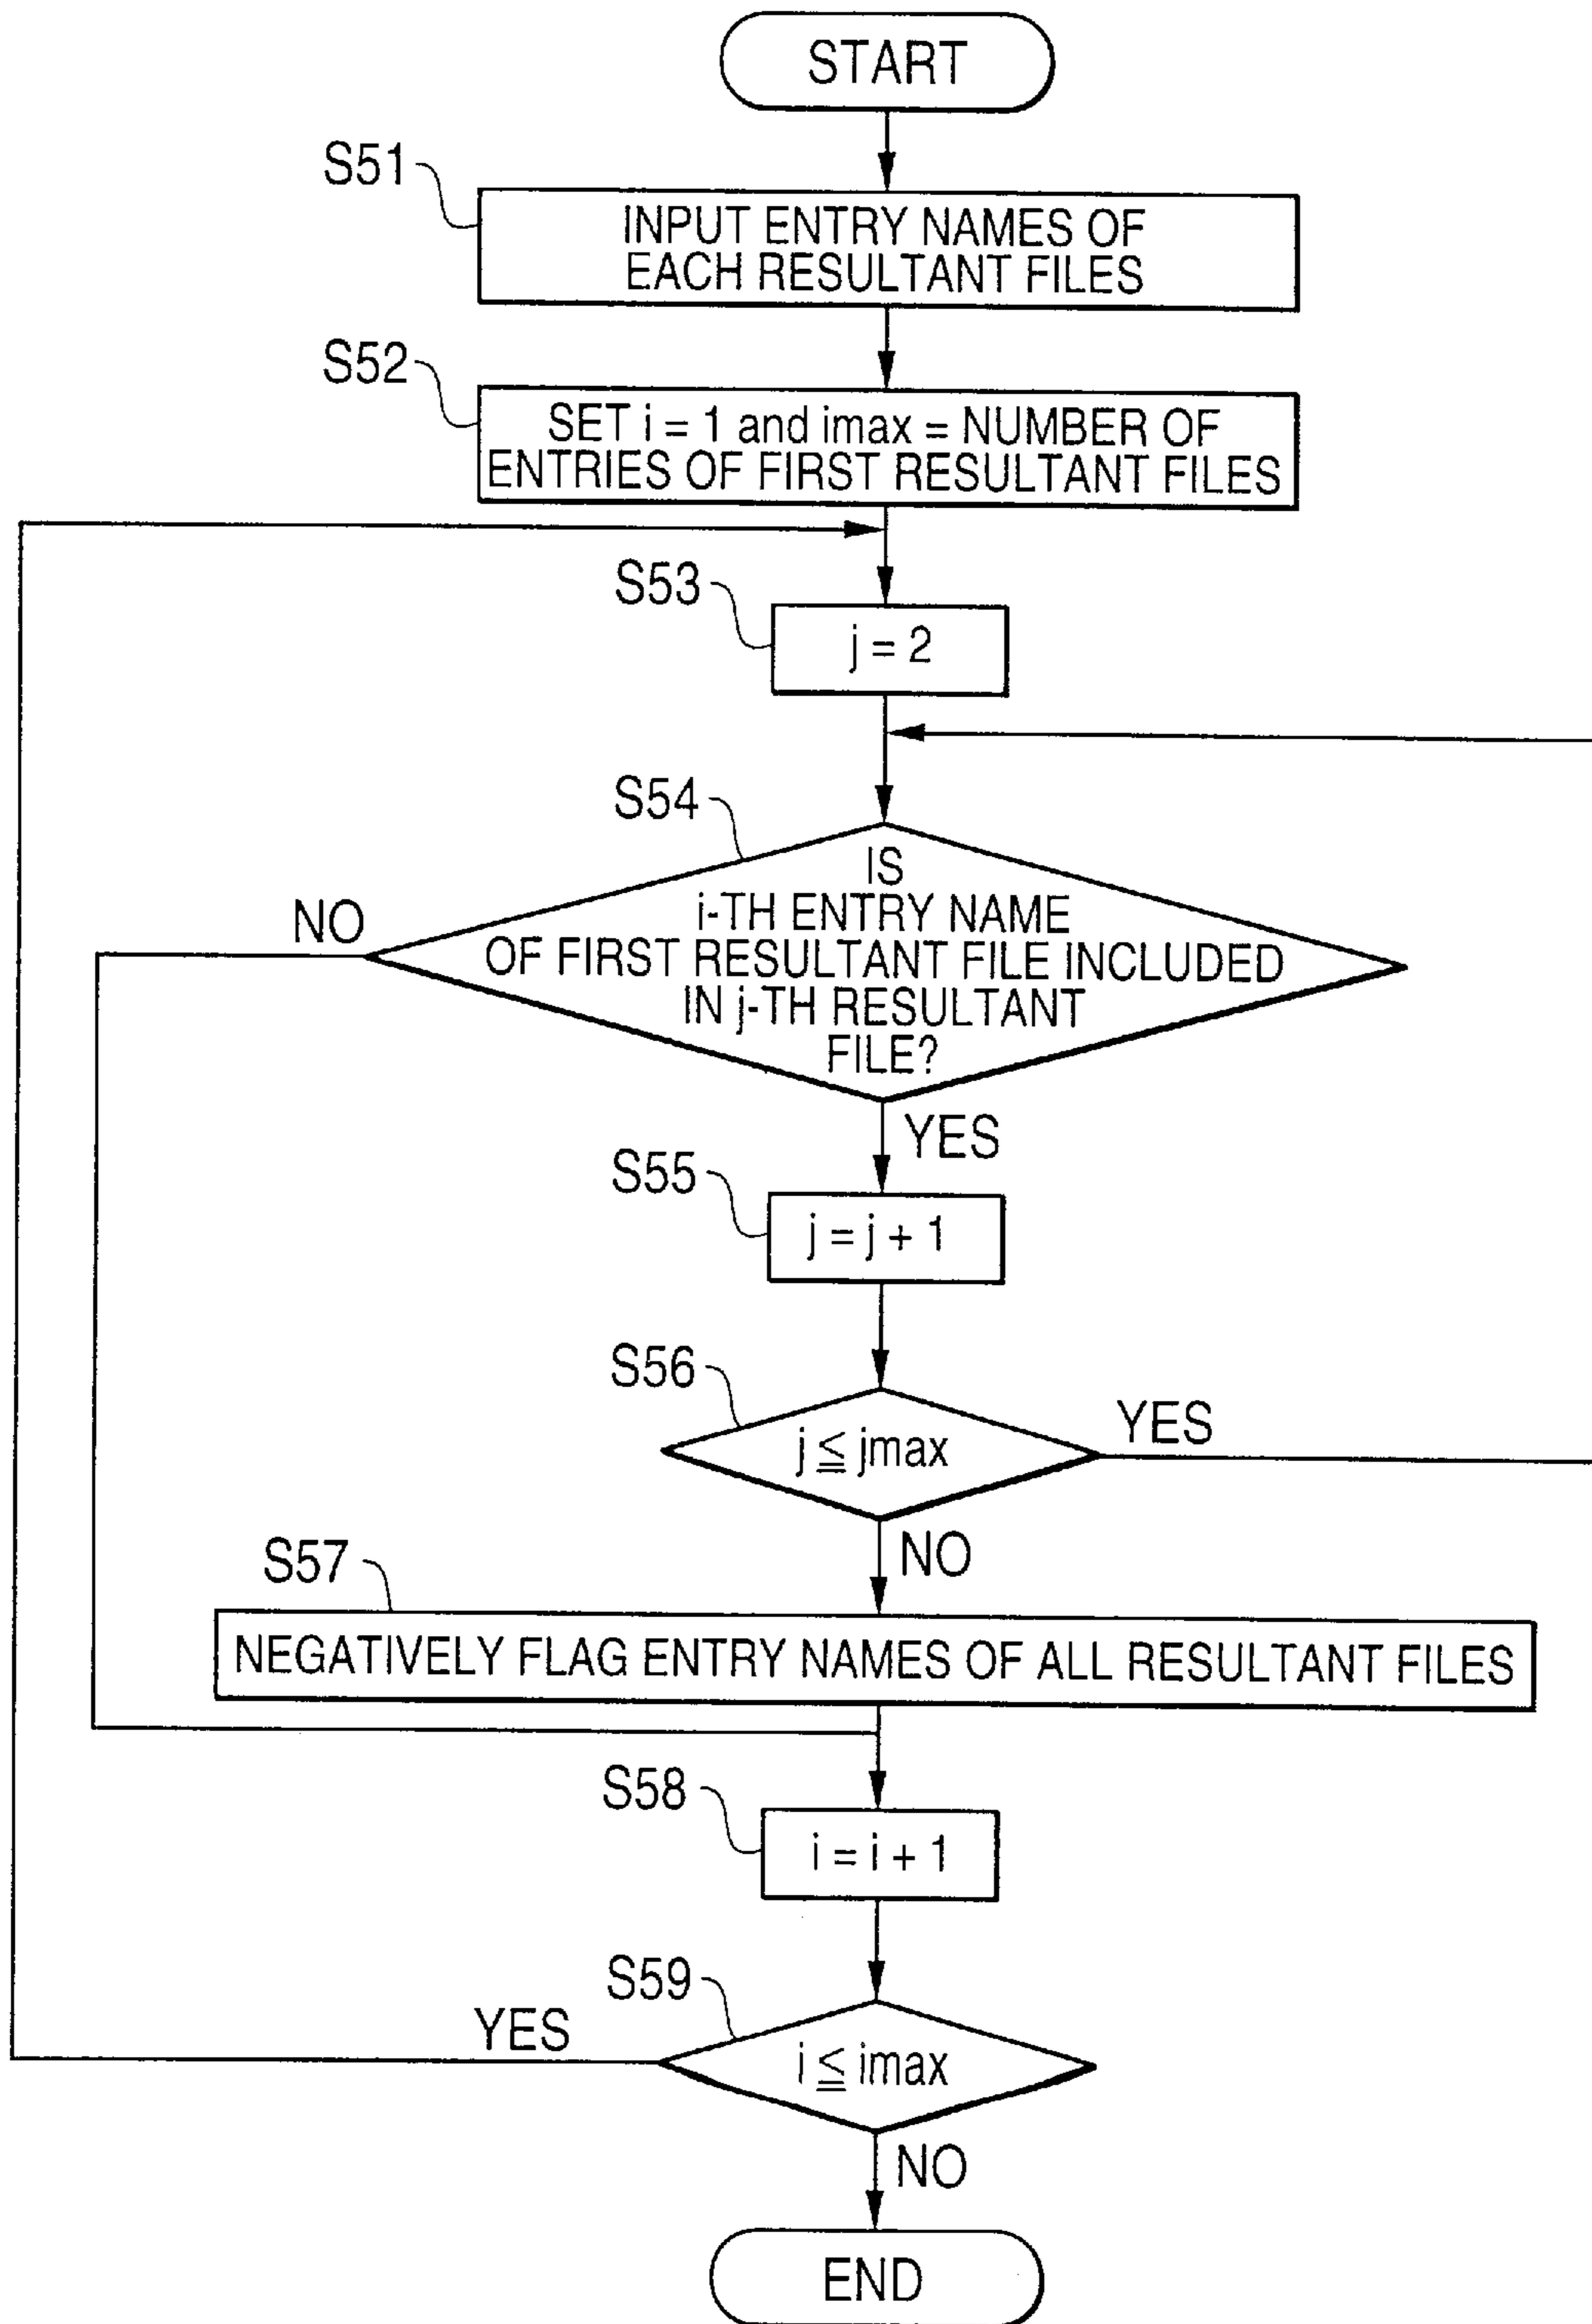 START
S51
INPUT ENTRY NAMES OF
EACH RESULTANT FILES
S52
SET i = 1 and imax = NUMBER OF
ENTRIES OF FIRST RESULTANT FILES
S53
j = 2
S54
IS
i-TH ENTRY NAME
OF FIRST RESULTANT FILE INCLUDED
IN j-TH RESULTANT
FILE?
NO
YES
S55
j = j + 1
S56
j ≦ jmax
YES
NO
S57
NEGATIVELY FLAG ENTRY NAMES OF ALL RESULTANT FILES
S58
i = i + 1
S59
YES
i ≦ imax
NO
END